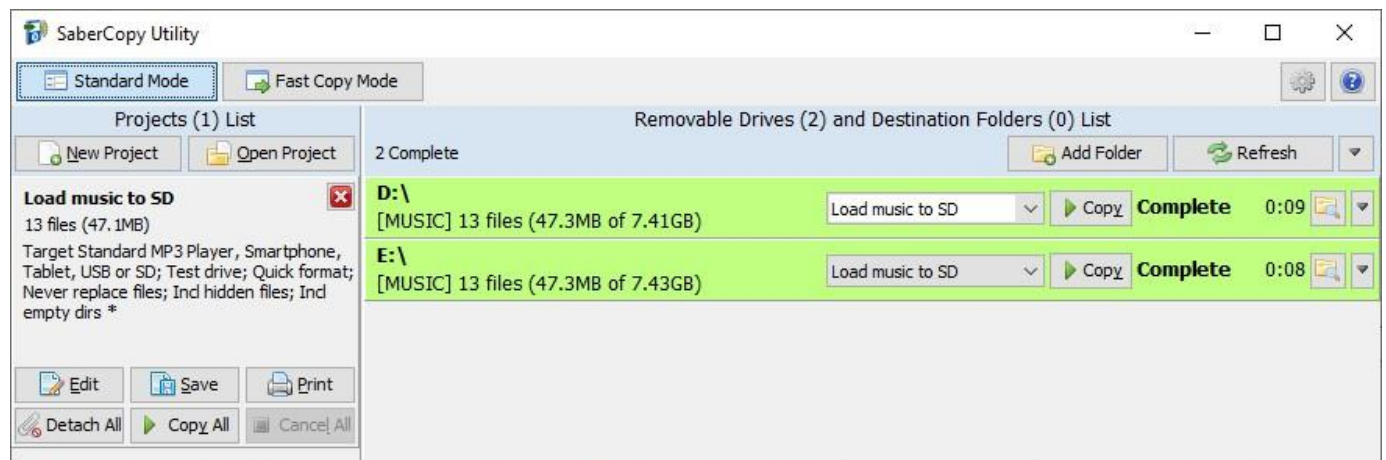 SaberCopy Utility
Standard Mode Fast Copy Mode
Projects (1) List
New Project Open Project
Load music to SD
13 files (47.1MB)
Target Standard MP3 Player, Smartphone,
Tablet, USB or SD; Test drive; Quick format;
Never replace files; Incl hidden files; Incl
empty dirs *
Edit Save Print
Detach All Copy All Cancel All
Removable Drives (2) and Destination Folders (0) List
2 Complete Add Folder Refresh
D:\
[MUSIC] 13 files (47.3MB of 7.41GB) Load music to SD Copy Complete 0:09
E:\
[MUSIC] 13 files (47.3MB of 7.43GB) Load music to SD Copy Complete 0:08